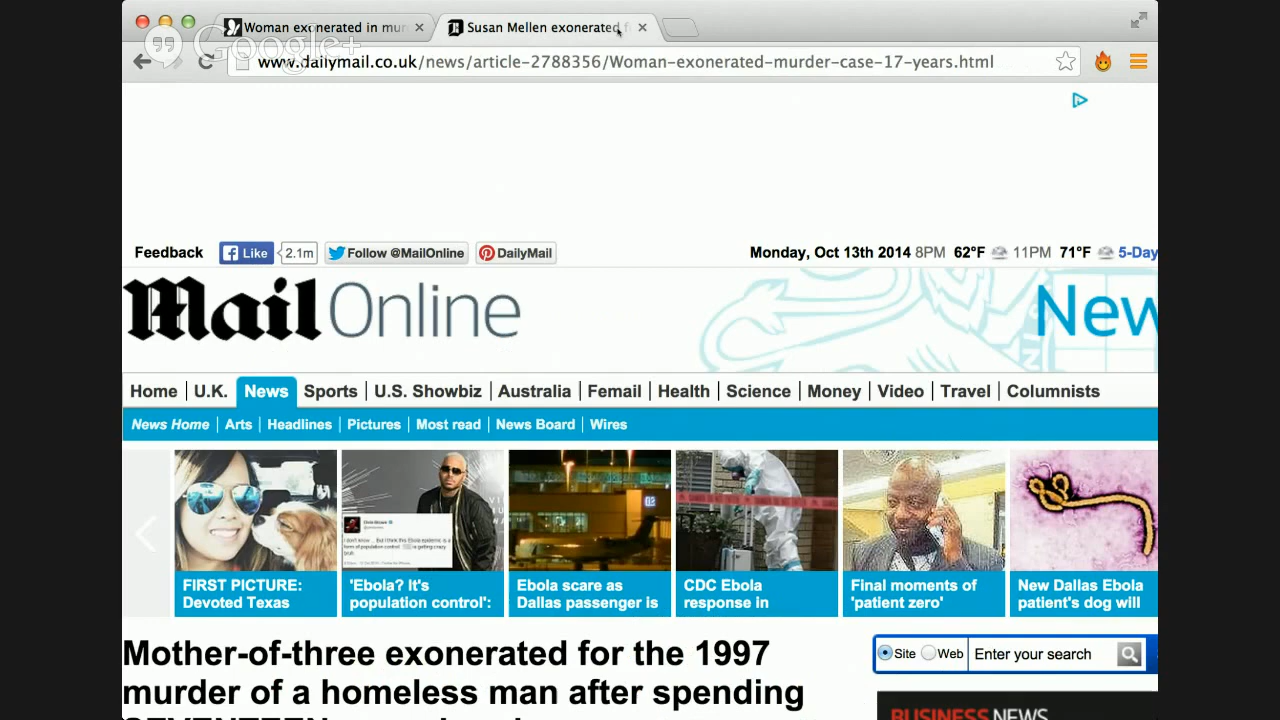 Woman exonerated in mur
Susan Mellen exonerated f
Google+
www.dailymail.co.uk/news/article-2788356/Woman-exonerated-murder-case-17-years.html
Feedback
Like
2.1m
Follow @MailOnline
DailyMail
Monday, Oct 13th 2014 8PM 62°F 11PM 71°F 5-Day
Mail Online
New
Home U.K. News Sports U.S. Showbiz Australia Femail Health Science Money Video Travel Columnists
News Home Arts Headlines Pictures Most read News Board Wires
FIRST PICTURE:
Devoted Texas
'Ebola? It's
population control':
Ebola scare as
Dallas passenger is
CDC Ebola
response in
Final moments of
'patient zero'
New Dallas Ebola
patient's dog will
Mother-of-three exonerated for the 1997
murder of a homeless man after spending
Site Web Enter your search
BUSINESS NEWS